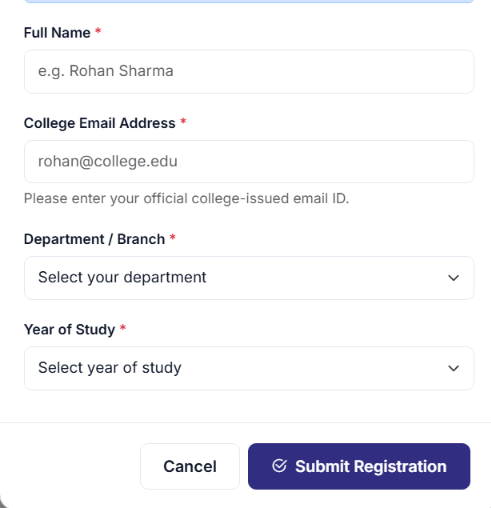 Full Name *
e.g. Rohan Sharma
College Email Address *
rohan@college.edu
Please enter your official college-issued email ID.
Department / Branch *
Select your department
Year of Study *
Select year of study
Cancel
Submit Registration